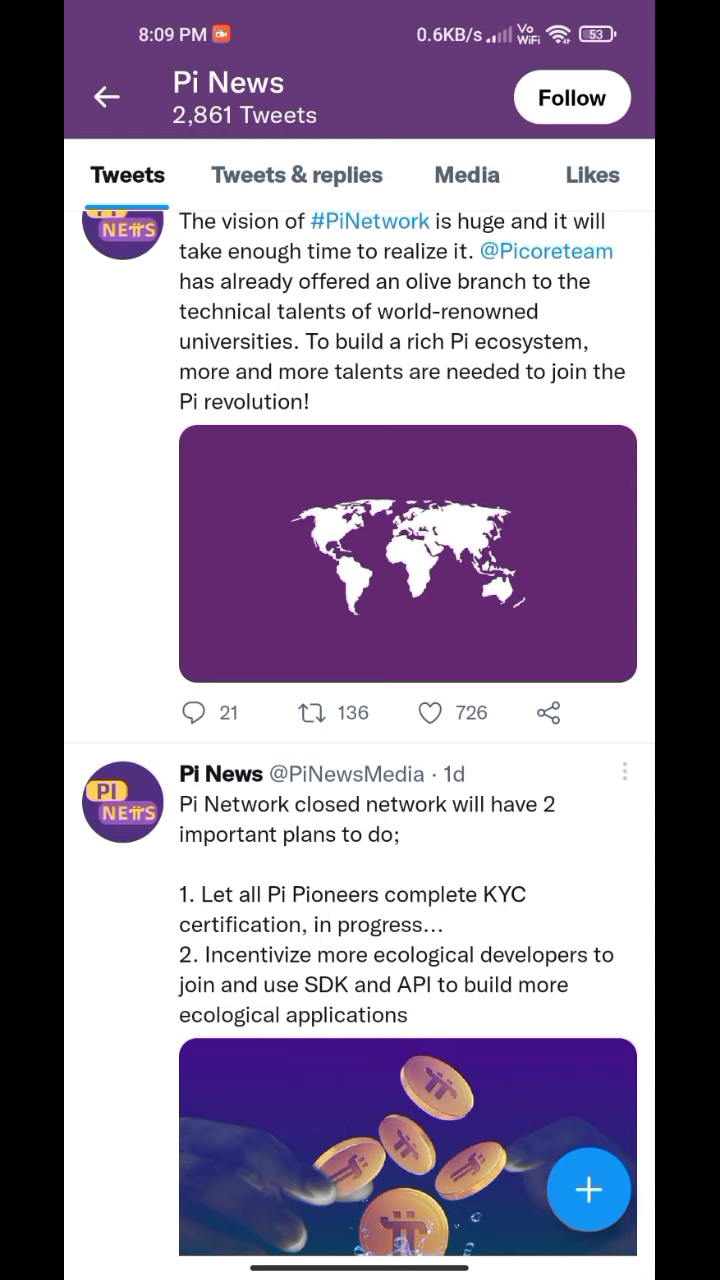 8:09 PM
0.6KB/s
Vo
WiFi
53
Pi News
2,861 Tweets
Follow
Tweets
Tweets & replies
Media
Likes
NEWS
The vision of #PiNetwork is huge and it will
take enough time to realize it. @Picoreteam
has already offered an olive branch to the
technical talents of world-renowned
universities. To build a rich Pi ecosystem,
more and more talents are needed to join the
Pi revolution!
21
136
726
PI
NEWS
Pi News @PiNewsMedia · 1d
Pi Network closed network will have 2
important plans to do;
1. Let all Pi Pioneers complete KYC
certification, in progress...
2. Incentivize more ecological developers to
join and use SDK and API to build more
ecological applications